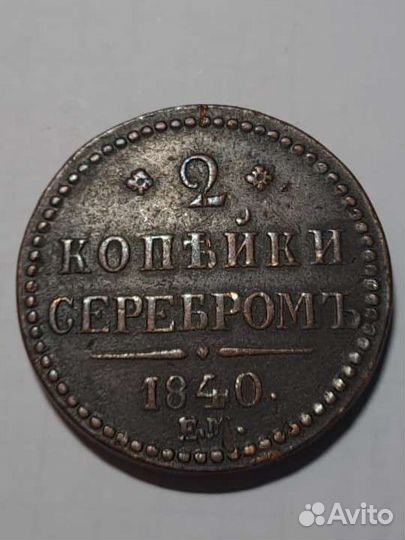 2
КОПѢЙКИ
СЕРЕБРОМЪ
1840.
Е.М.
Avito